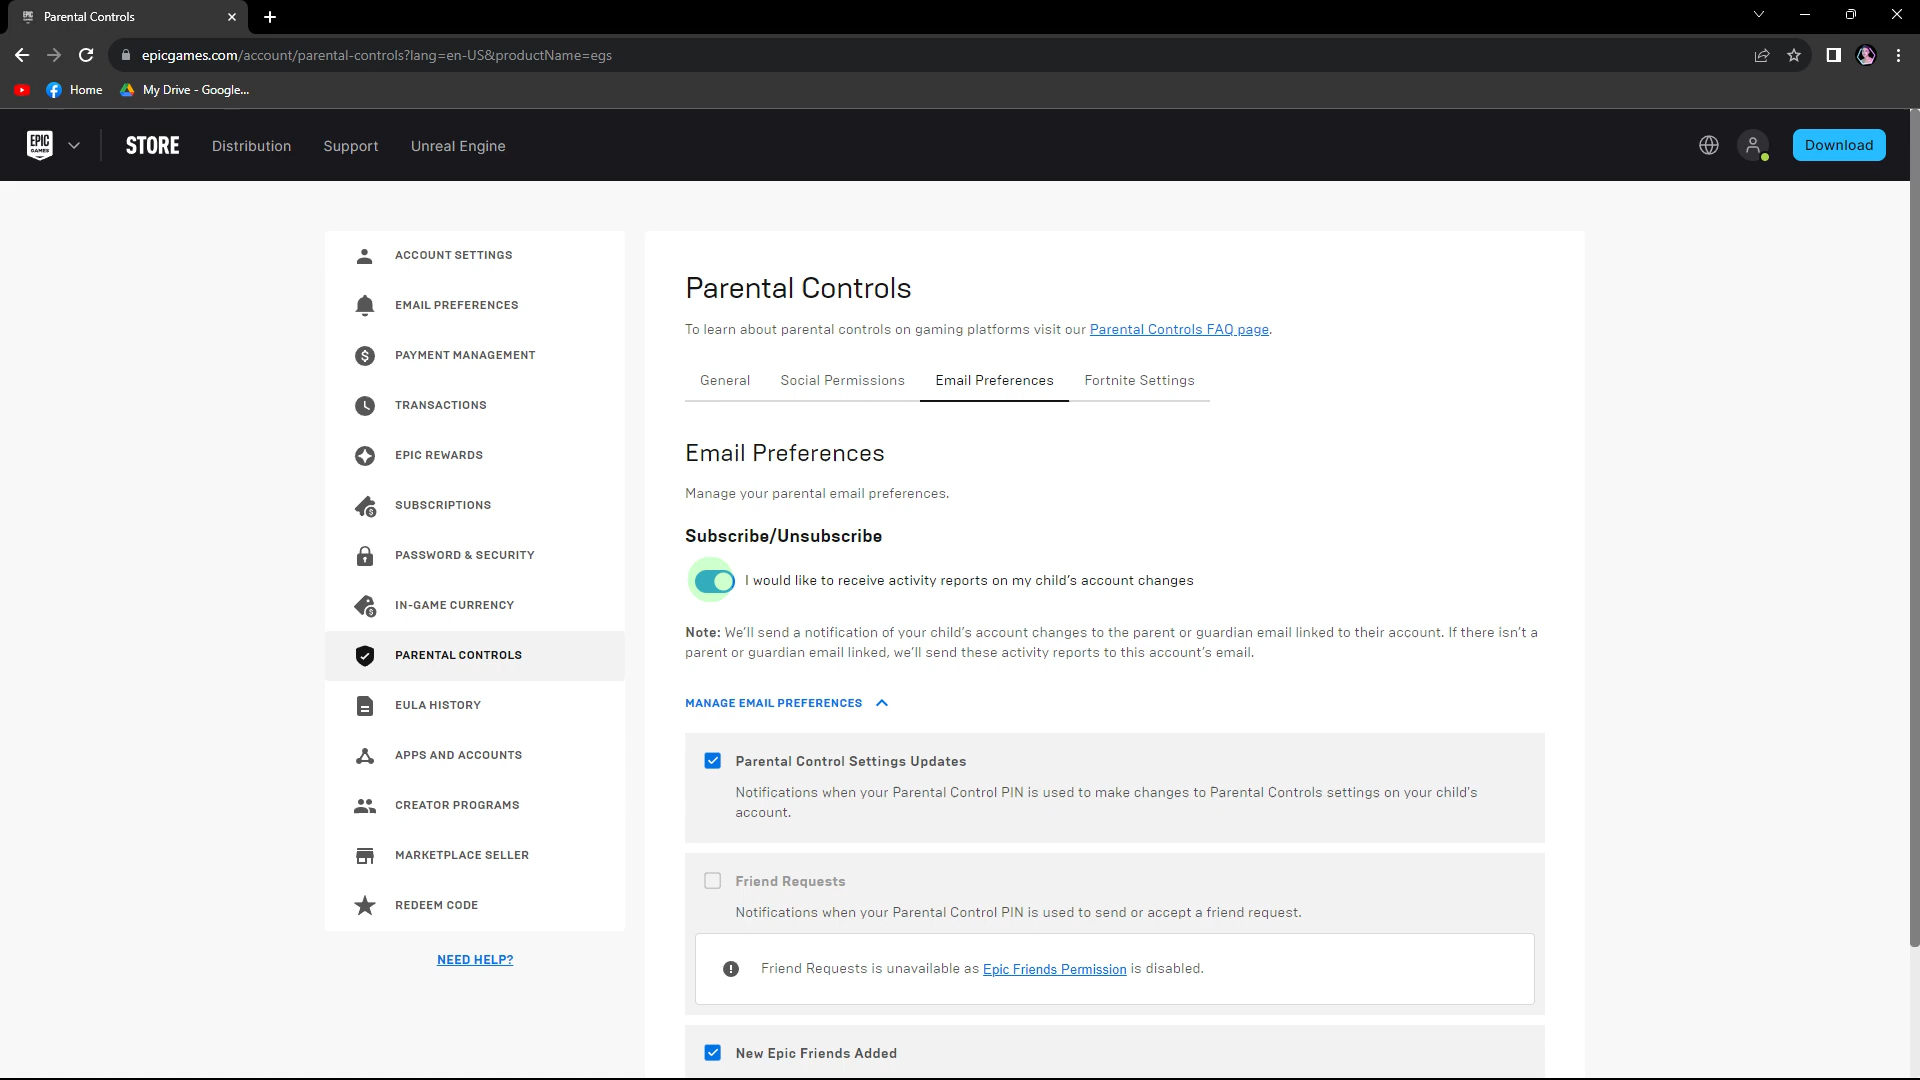 Parental Controls
epicgames.com/account/parental-controls?lang=en-US&productName=egs
Home
My Drive - Google...
EPIC GAMES
STORE
Distribution
Support
Unreal Engine
Download
ACCOUNT SETTINGS
EMAIL PREFERENCES
PAYMENT MANAGEMENT
TRANSACTIONS
EPIC REWARDS
SUBSCRIPTIONS
PASSWORD & SECURITY
IN-GAME CURRENCY
PARENTAL CONTROLS
EULA HISTORY
APPS AND ACCOUNTS
CREATOR PROGRAMS
MARKETPLACE SELLER
REDEEM CODE
NEED HELP?
Parental Controls
To learn about parental controls on gaming platforms visit our Parental Controls FAQ page.
General
Social Permissions
Email Preferences
Fortnite Settings
Email Preferences
Manage your parental email preferences.
Subscribe/Unsubscribe
I would like to receive activity reports on my child's account changes
Note: We'll send a notification of your child's account changes to the parent or guardian email linked to their account. If there isn't a
parent or guardian email linked, we'll send these activity reports to this account's email.
MANAGE EMAIL PREFERENCES
Parental Control Settings Updates
Notifications when your Parental Control PIN is used to make changes to Parental Controls settings on your child's
account.
Friend Requests
Notifications when your Parental Control PIN is used to send or accept a friend request.
Friend Requests is unavailable as Epic Friends Permission is disabled.
New Epic Friends Added